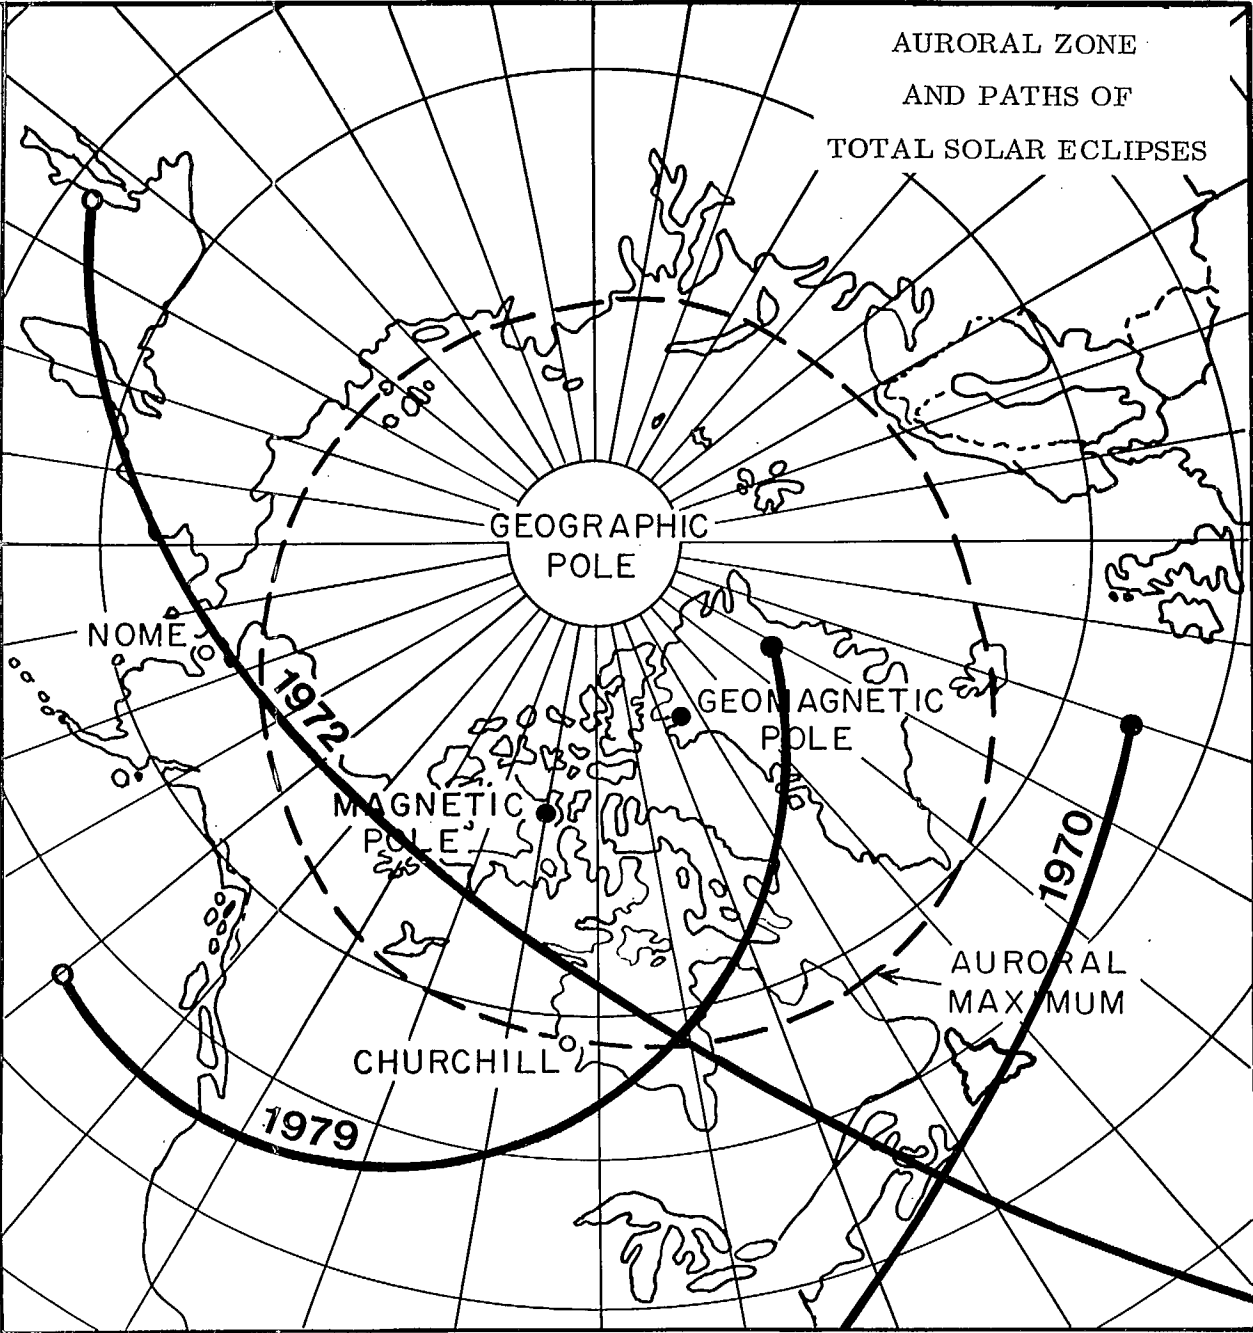 AURORAL ZONE
AND PATHS OF
TOTAL SOLAR ECLIPSES
GEOGRAPHIC
POLE
NOME
1972
GEOMAGNETIC
POLE
MAGNETIC
POLE
1970
AURORAL
MAXIMUM
CHURCHILL
1979